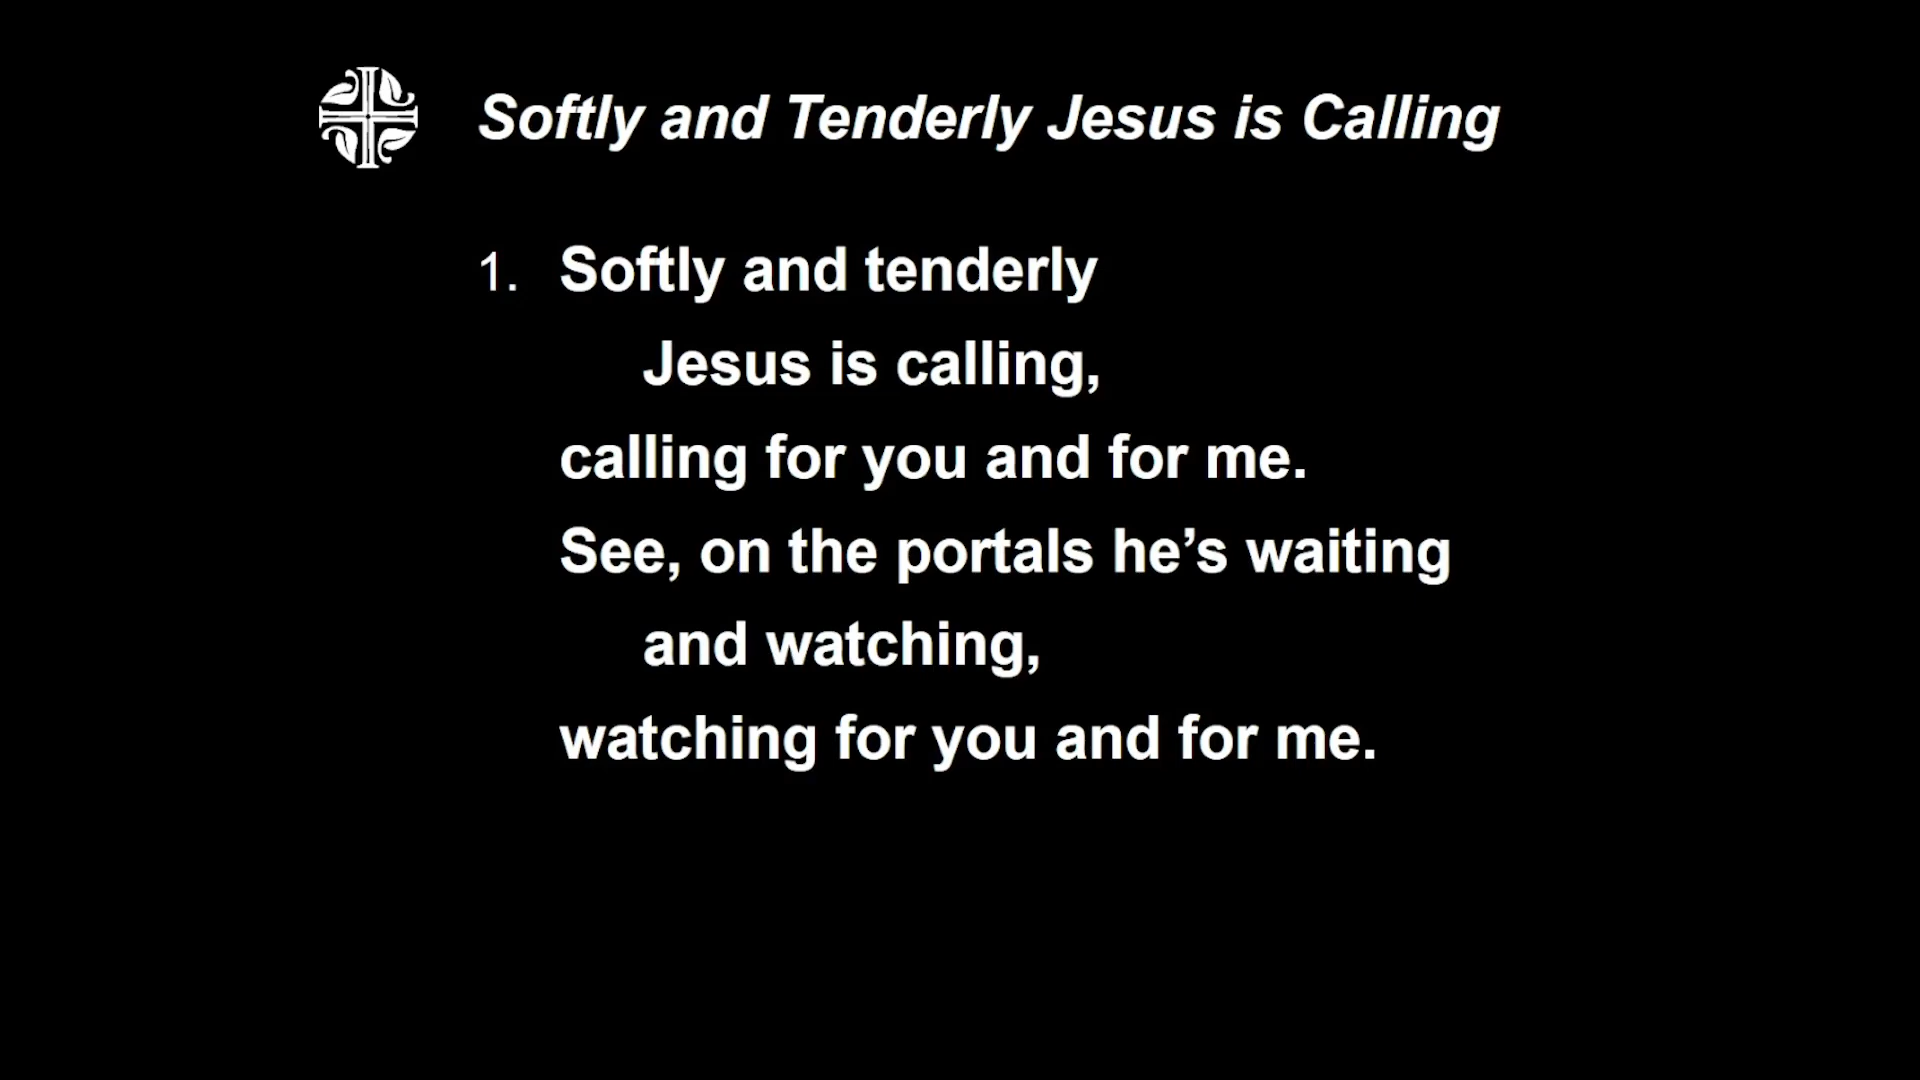 Softly and Tenderly Jesus is Calling
1. Softly and tenderly
Jesus is calling,
calling for you and for me.
See, on the portals he’s waiting
and watching,
watching for you and for me.